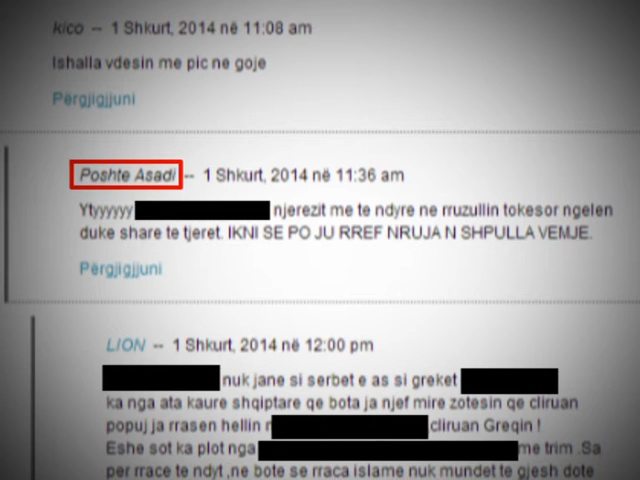 kico -- 1 Shkurt, 2014 në 11:08 am
Ishalla vdesin me pic ne goje
Përgjigjjuni
Poshte Asadi -- 1 Shkurt, 2014 në 11:36 am
Ytyyyyyy njerezit me te ndyre ne rruzullin tokesor ngelen
duke share te tjeret. IKNI SE PO JU RREF NRUJA N SHPULLA VEMJE.
Përgjigjjuni
LION -- 1 Shkurt, 2014 në 12:00 pm
nuk jane si serbet e as si greket
ka nga ata kaure shqiptare qe bota ja njef mire zotesin qe cliruan
popuj ja rrasen hellin cliruan Greqin !
Eshe sot ka plot nga me trim .Sa
per rrace te ndyt ,ne bote se rraca islame nuk mundet te gjesh dote